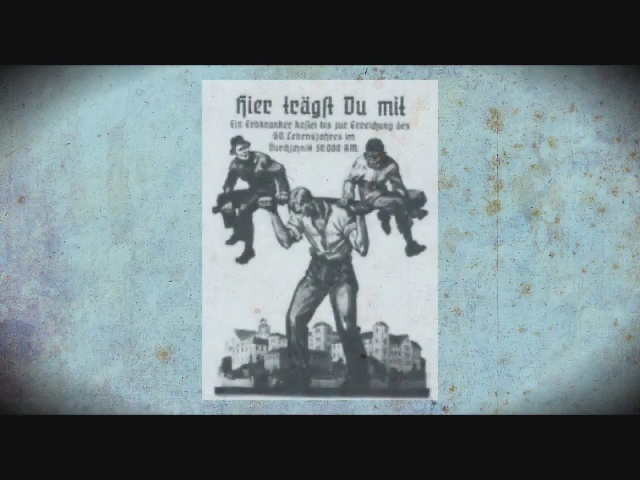 Hier trägst Du mit
Ein Erbkranker kostet bis zur Erreichung des
60. Lebensjahres im
Durchschnitt 50.000 RM.